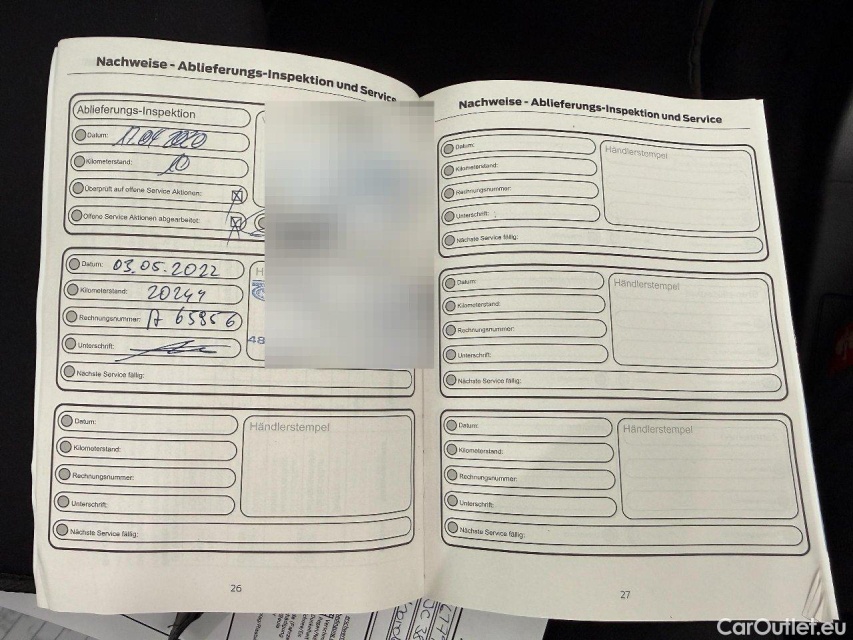 Nachweise - Ablieferungs-Inspektion und Service
Ablieferungs-Inspektion
Datum:
Kilometerstand: 10
Überprüft auf offene Service Aktionen:
Offene Service Aktionen abgearbeitet:
Datum: 03.05.2022
Kilometerstand: 20244
Rechnungsnummer: 65956
Unterschrift:
Nächste Service fällig:
48
Datum:
Kilometerstand:
Rechnungsnummer:
Unterschrift:
Nächste Service fällig:
Händlerstempel
26
Nachweise - Ablieferungs-Inspektion und Service
Datum:
Kilometerstand:
Rechnungsnummer:
Unterschrift:
Nächste Service fällig:
Händlerstempel
Datum:
Kilometerstand:
Rechnungsnummer:
Unterschrift:
Nächste Service fällig:
Händlerstempel
Datum:
Kilometerstand:
Rechnungsnummer:
Unterschrift:
Nächste Service fällig:
Händlerstempel
27
CarOutlet.eu